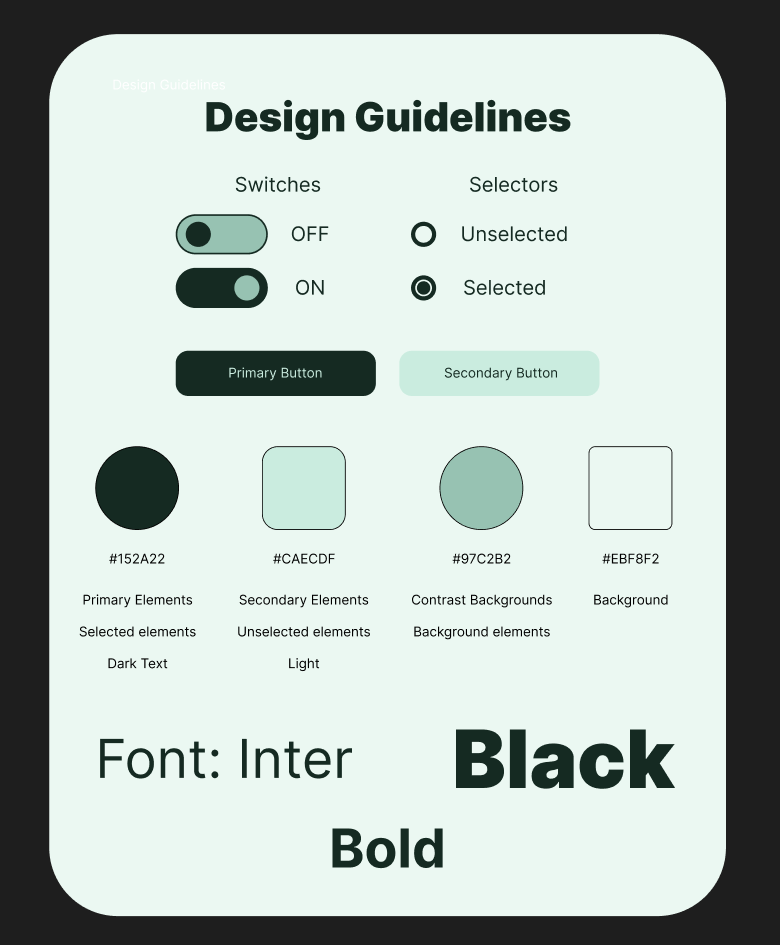 Design Guidelines
Design Guidelines
Switches
Selectors
OFF
Unselected
ON
Selected
Primary Button
Secondary Button
#152A22
#CAECDF
#97C2B2
#EBF8F2
Primary Elements
Secondary Elements
Contrast Backgrounds
Background
Selected elements
Unselected elements
Background elements
Dark Text
Light
Font: Inter
Black
Bold